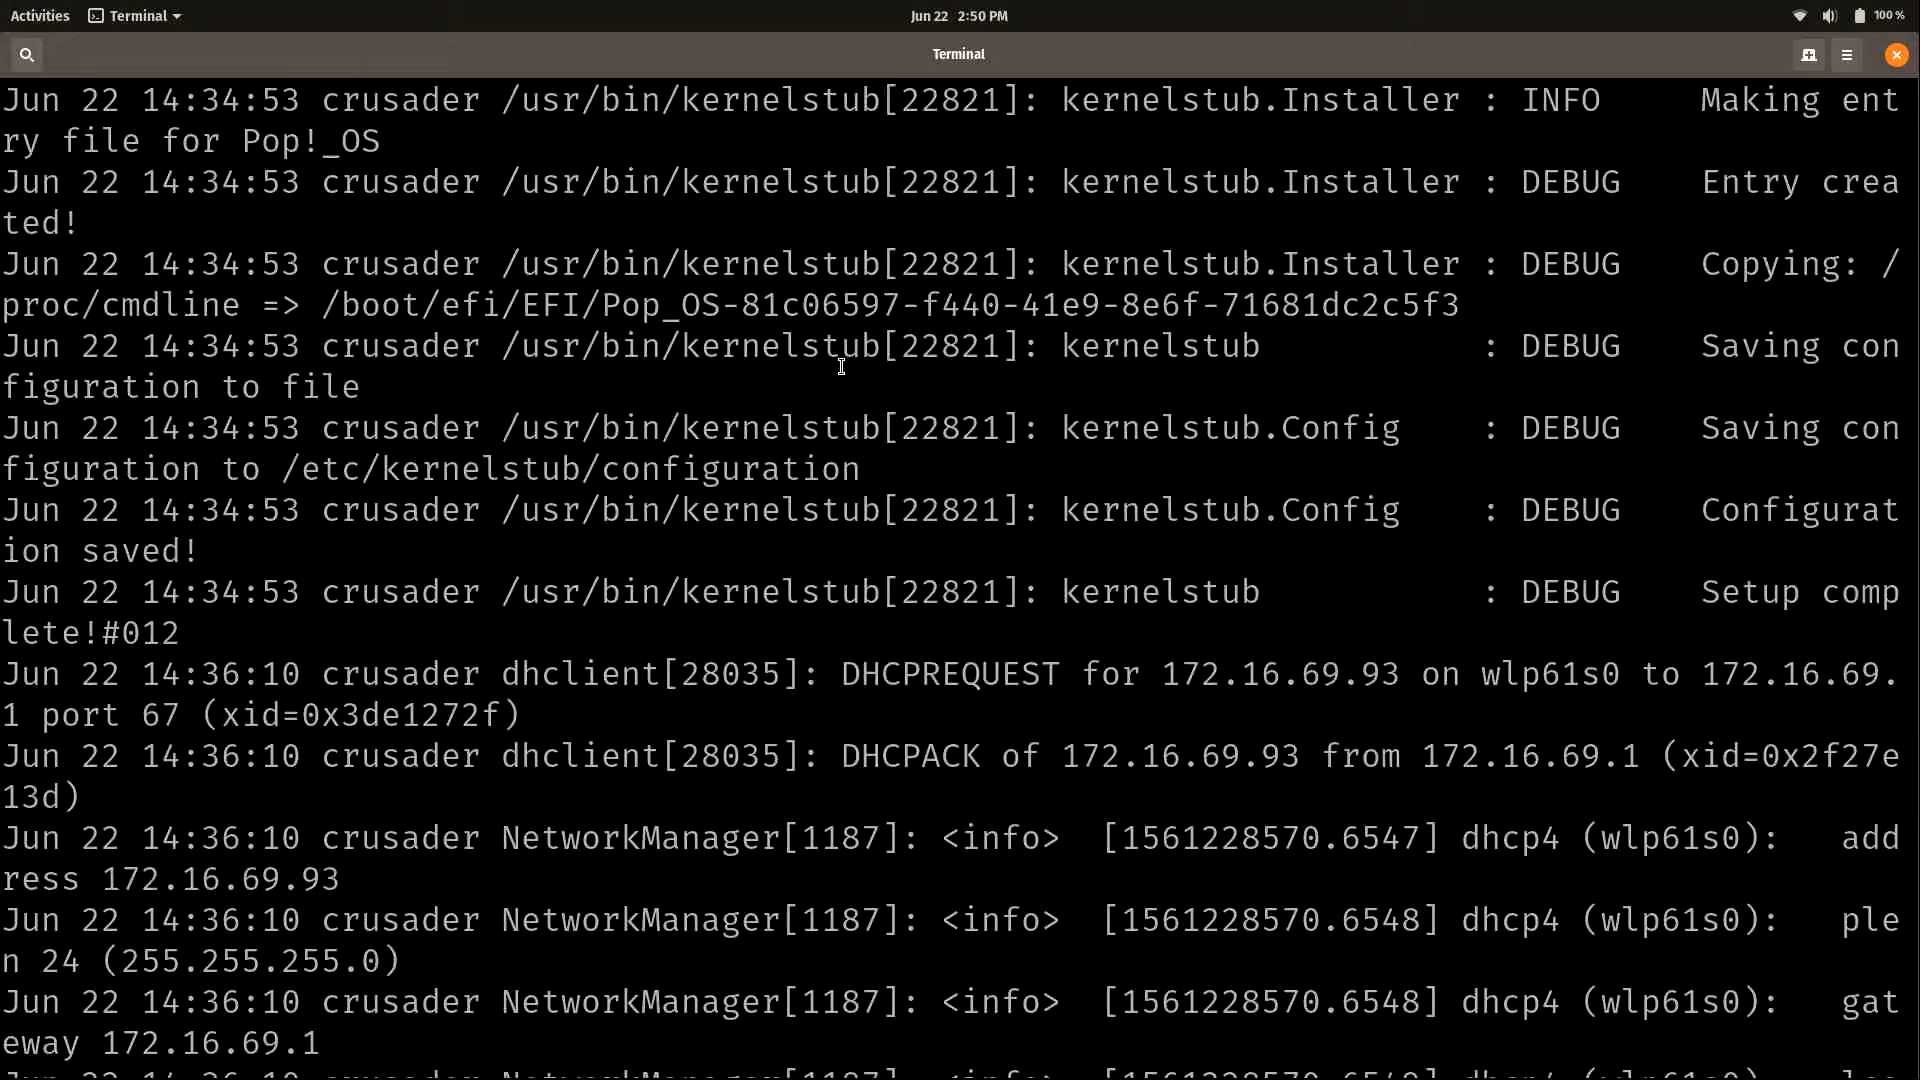 Activities Terminal Jun 22 2:50 PM 100 %
Terminal
Jun 22 14:34:53 crusader /usr/bin/kernelstub[22821]: kernelstub.Installer : INFO     Making ent
ry file for Pop!_OS
Jun 22 14:34:53 crusader /usr/bin/kernelstub[22821]: kernelstub.Installer : DEBUG    Entry crea
ted!
Jun 22 14:34:53 crusader /usr/bin/kernelstub[22821]: kernelstub.Installer : DEBUG    Copying: /
proc/cmdline => /boot/efi/EFI/Pop_OS-81c06597-f440-41e9-8e6f-71681dc2c5f3
Jun 22 14:34:53 crusader /usr/bin/kernelstub[22821]: kernelstub           : DEBUG    Saving con
figuration to file
Jun 22 14:34:53 crusader /usr/bin/kernelstub[22821]: kernelstub.Config    : DEBUG    Saving con
figuration to /etc/kernelstub/configuration
Jun 22 14:34:53 crusader /usr/bin/kernelstub[22821]: kernelstub.Config    : DEBUG    Configurat
ion saved!
Jun 22 14:34:53 crusader /usr/bin/kernelstub[22821]: kernelstub           : DEBUG    Setup comp
lete!#012
Jun 22 14:36:10 crusader dhclient[28035]: DHCPREQUEST for 172.16.69.93 on wlp61s0 to 172.16.69.
1 port 67 (xid=0x3de1272f)
Jun 22 14:36:10 crusader dhclient[28035]: DHCPACK of 172.16.69.93 from 172.16.69.1 (xid=0x2f27e
13d)
Jun 22 14:36:10 crusader NetworkManager[1187]: <info>  [1561228570.6547] dhcp4 (wlp61s0):   add
ress 172.16.69.93
Jun 22 14:36:10 crusader NetworkManager[1187]: <info>  [1561228570.6548] dhcp4 (wlp61s0):   ple
n 24 (255.255.255.0)
Jun 22 14:36:10 crusader NetworkManager[1187]: <info>  [1561228570.6548] dhcp4 (wlp61s0):   gat
eway 172.16.69.1